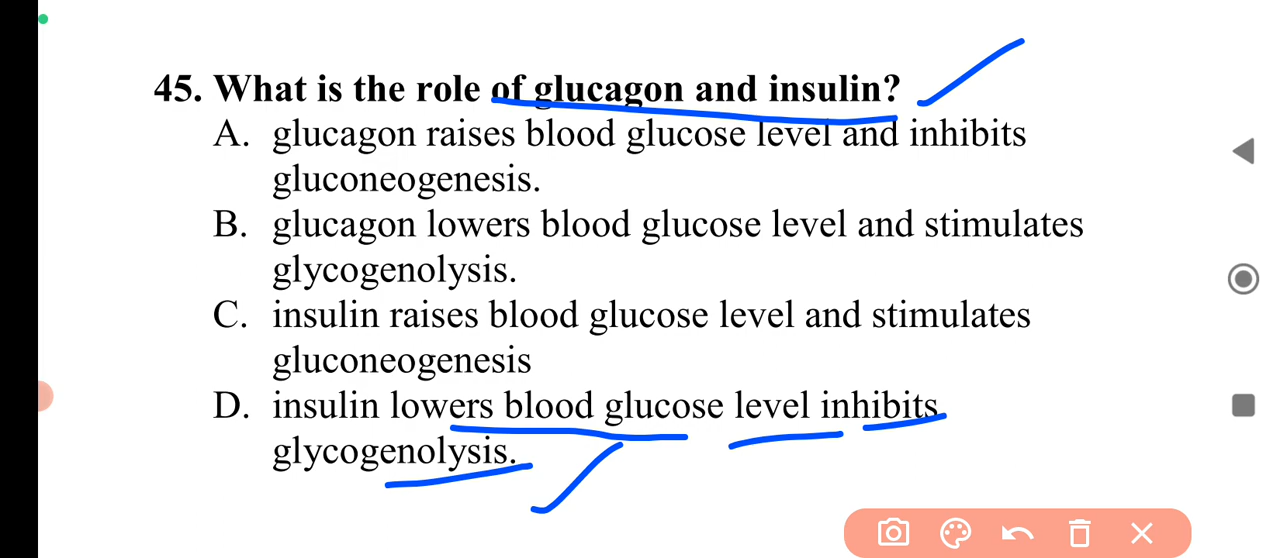 45. What is the role of glucagon and insulin?
A. glucagon raises blood glucose level and inhibits
gluconeogenesis.
B. glucagon lowers blood glucose level and stimulates
glycogenolysis.
C. insulin raises blood glucose level and stimulates
gluconeogenesis
D. insulin lowers blood glucose level inhibits
glycogenolysis.